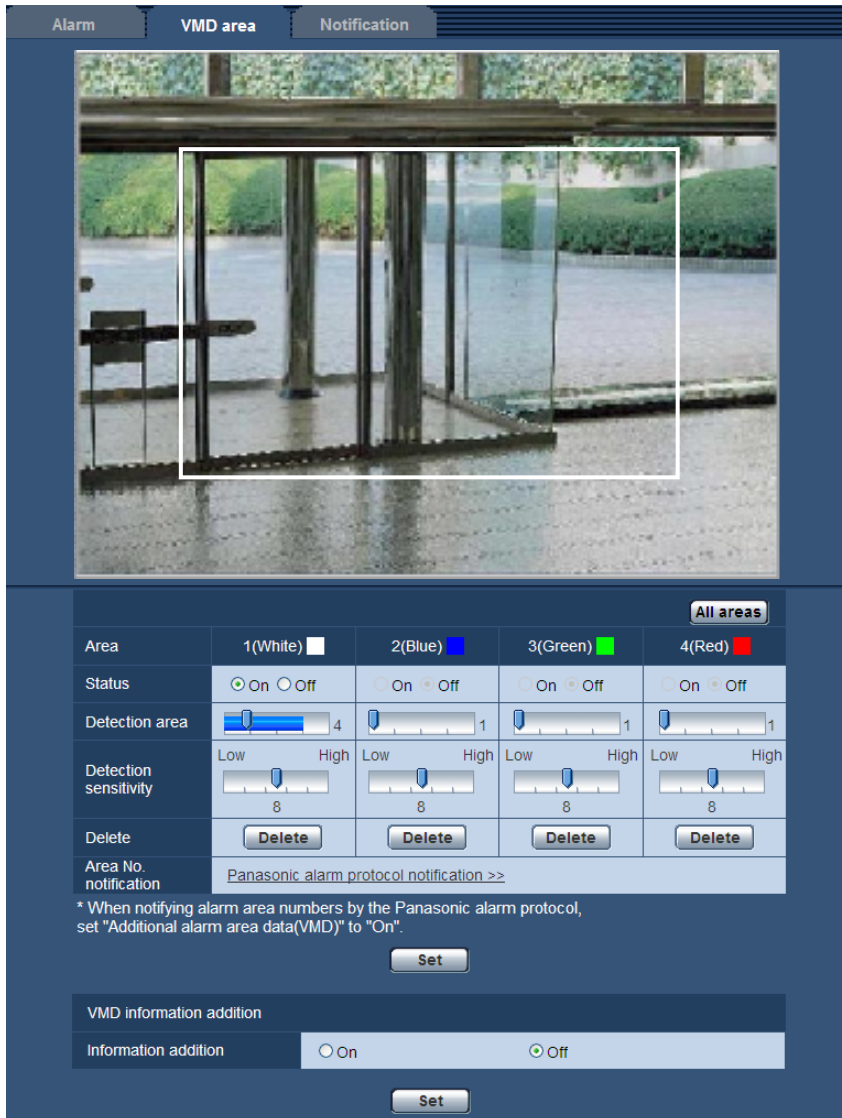 Alarm VMD area Notification
All areas
Area 1(White) 2(Blue) 3(Green) 4(Red)
Status On Off On Off On Off On Off
Detection area 4 1 1 1
Low High Low High Low High Low High
Detection
sensitivity
8 8 8 8
Delete Delete Delete Delete Delete
Area No.
notification
Panasonic alarm protocol notification >>
* When notifying alarm area numbers by the Panasonic alarm protocol,
set "Additional alarm area data(VMD)" to "On".
Set
VMD information addition
Information addition On Off
Set